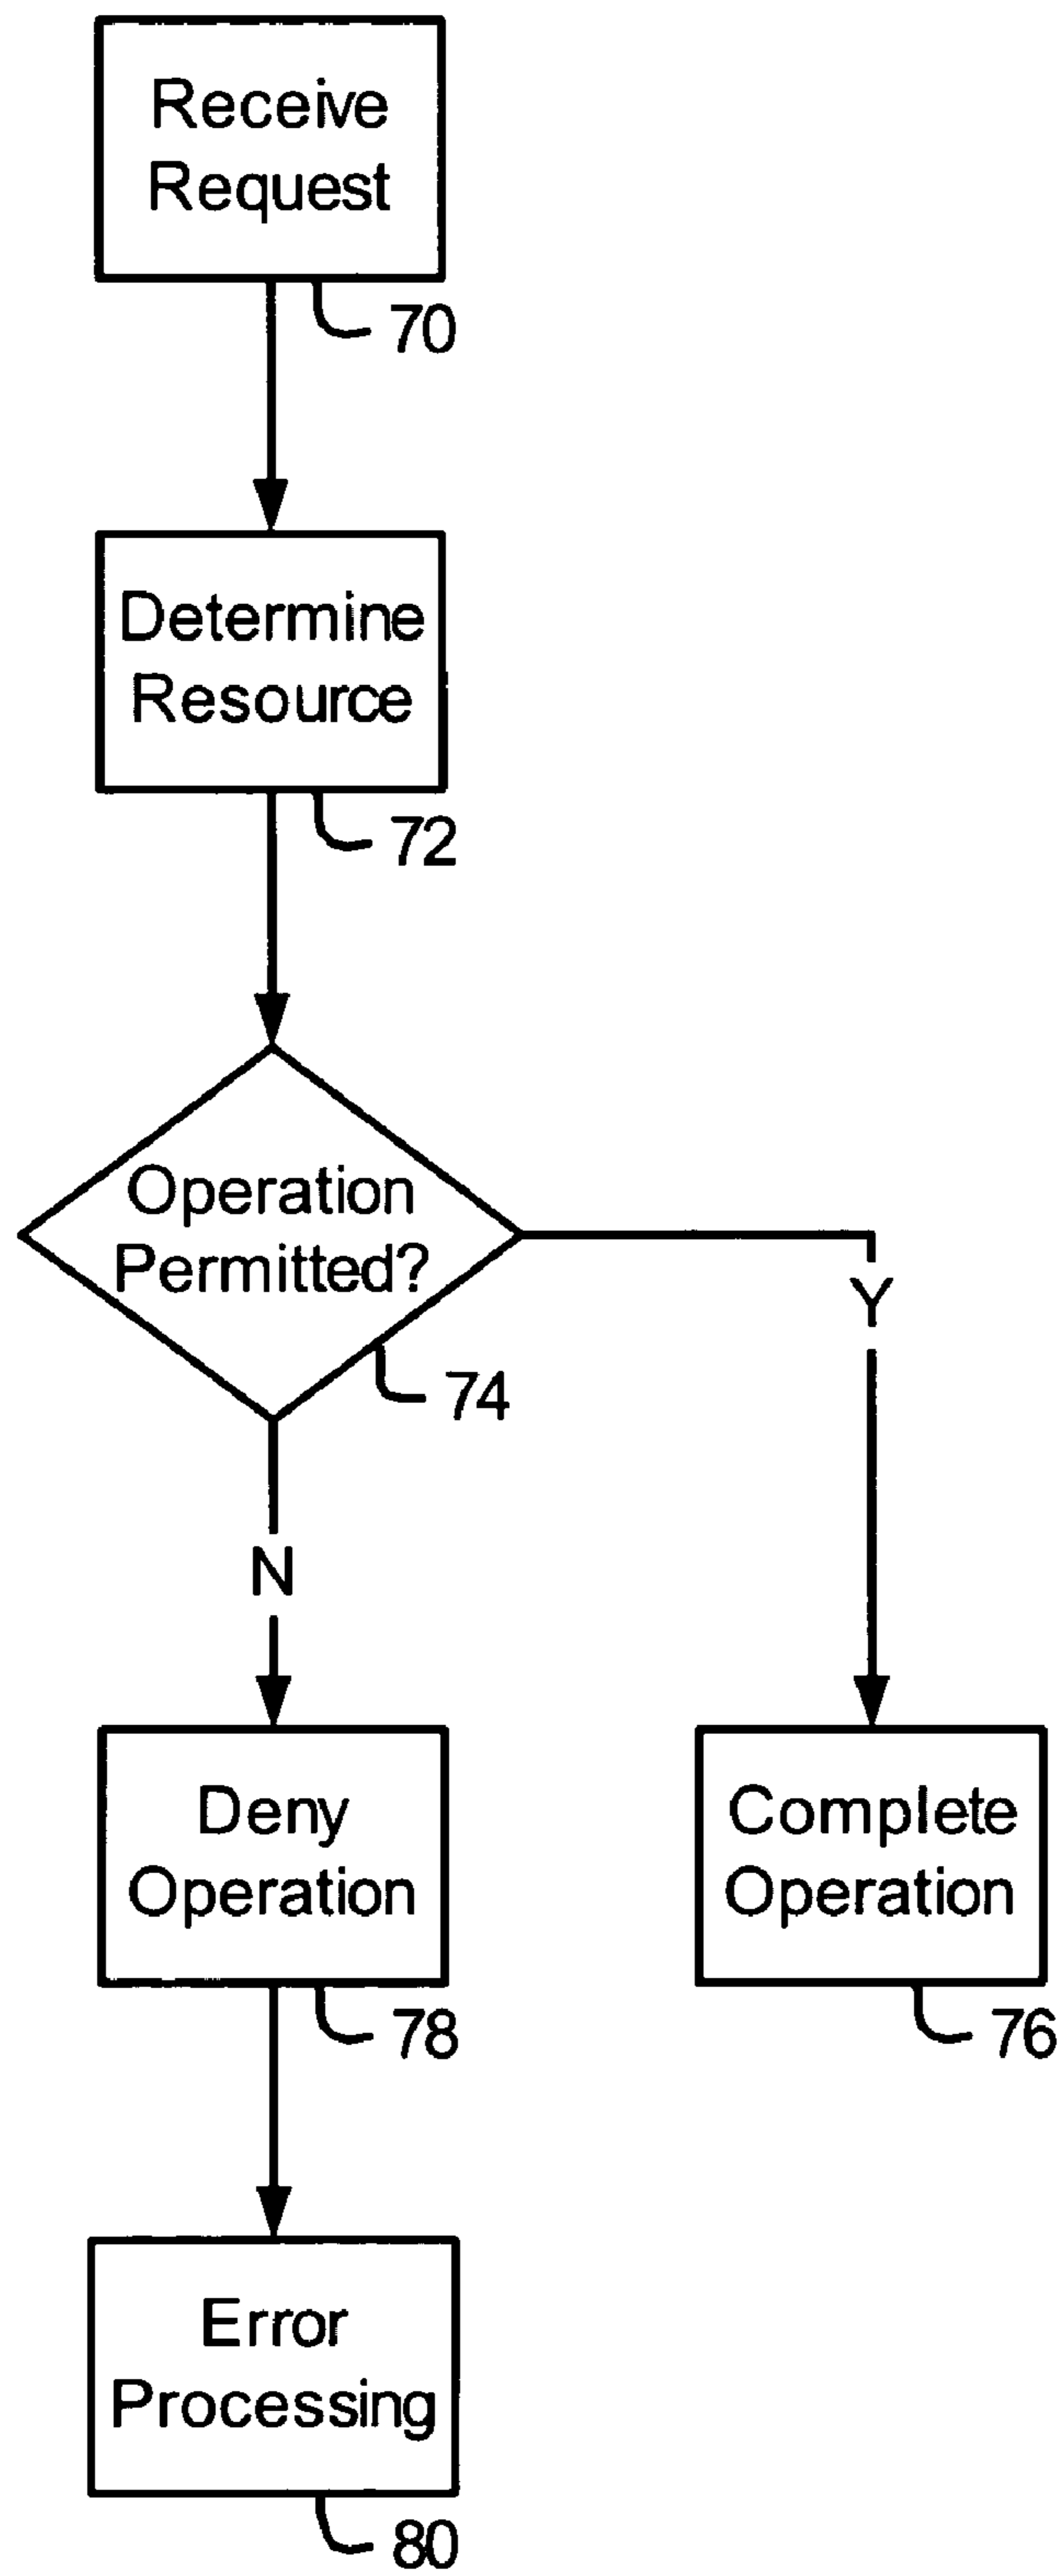 Receive
Request
70
Determine
Resource
72
Operation
Permitted?
74
Y
N
Deny
Operation
78
Complete
Operation
76
Error
Processing
80